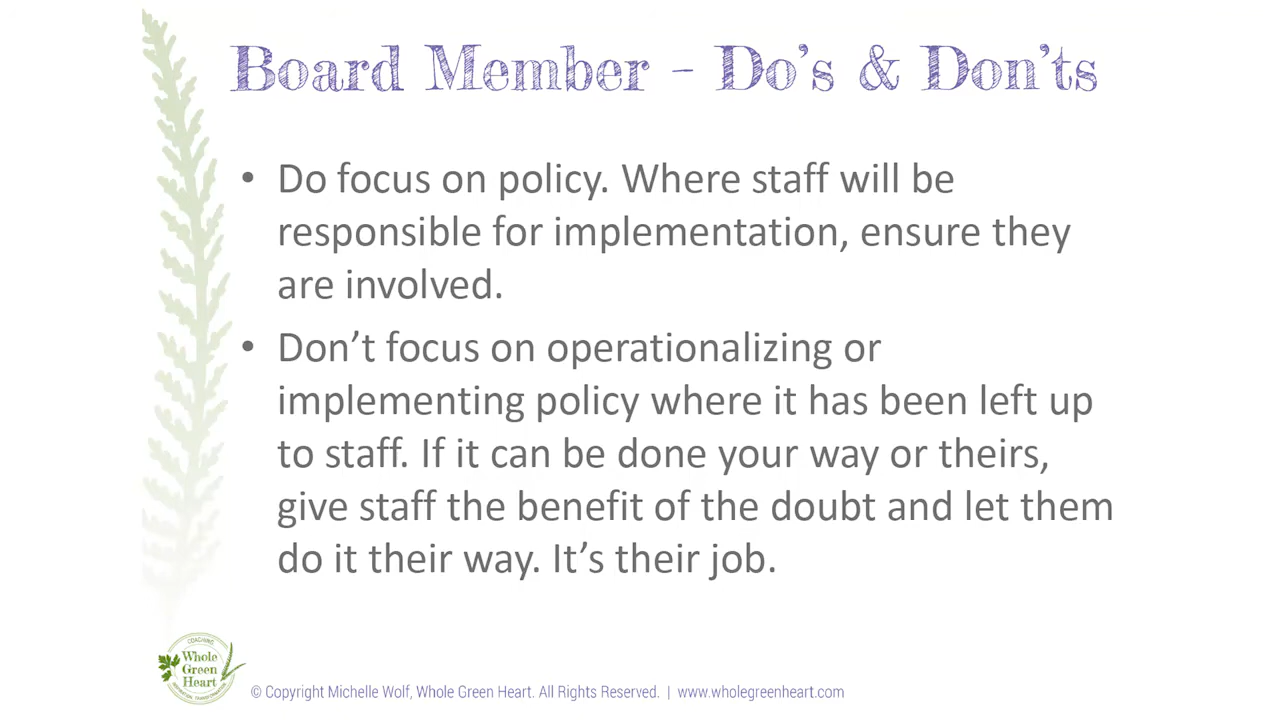 Board Member - Do's & Don'ts
• Do focus on policy. Where staff will be
responsible for implementation, ensure they
are involved.
• Don't focus on operationalizing or
implementing policy where it has been left up
to staff. If it can be done your way or theirs,
give staff the benefit of the doubt and let them
do it their way. It's their job.
COACHING
Whole
Green
Heart
© Copyright Michelle Wolf, Whole Green Heart. All Rights Reserved. | www.wholegreenheart.com